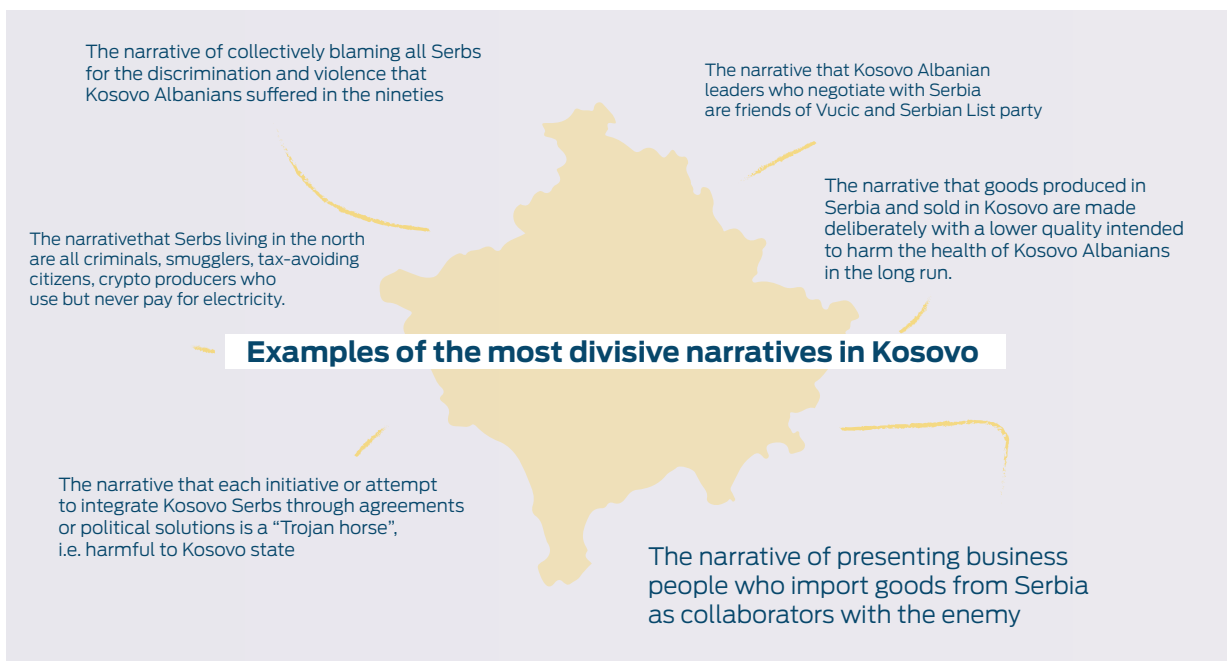 The narrative of collectively blaming all Serbs
for the discrimination and violence that
Kosovo Albanians suffered in the nineties
The narrative that Kosovo Albanian
leaders who negotiate with Serbia
are friends of Vucic and Serbian List party
The narrative that goods produced in
Serbia and sold in Kosovo are made
deliberately with a lower quality intended
to harm the health of Kosovo Albanians
in the long run.
The narrativethat Serbs living in the north
are all criminals, smugglers, tax-avoiding
citizens, crypto producers who
use but never pay for electricity.
Examples of the most divisive narratives in Kosovo
The narrative that each initiative or attempt
to integrate Kosovo Serbs through agreements
or political solutions is a “Trojan horse”,
i.e. harmful to Kosovo state
The narrative of presenting business
people who import goods from Serbia
as collaborators with the enemy